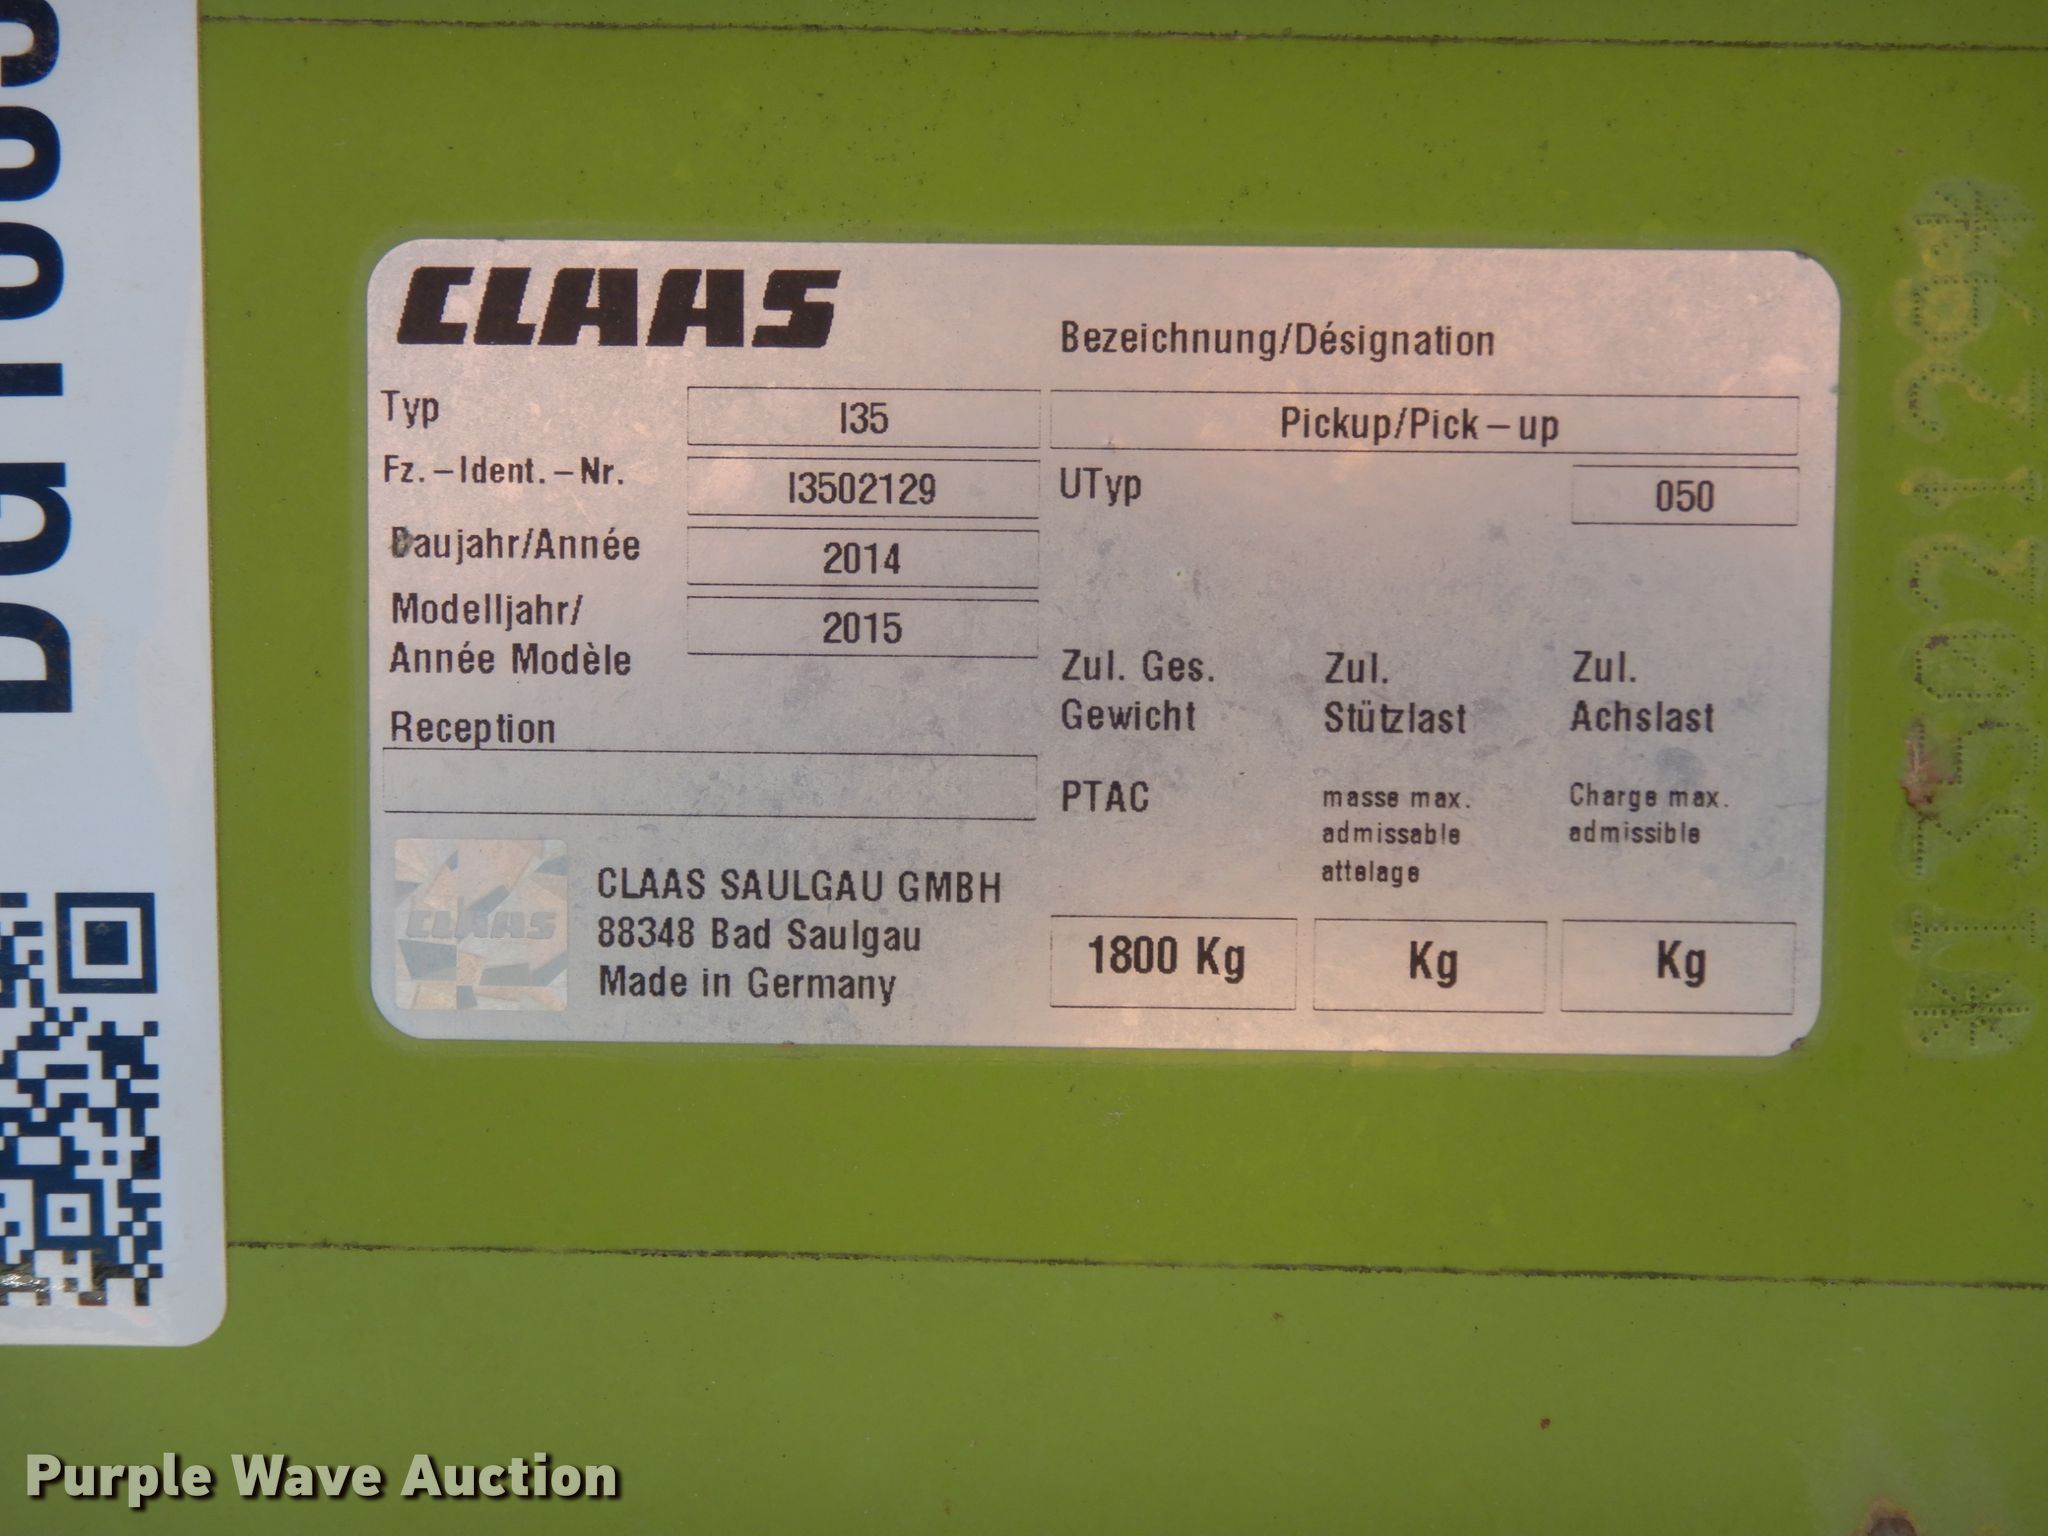 CLAAS
Bezeichnung/Désignation
Typ
I35
Pickup/Pick-up
Fz.-Ident.-Nr.
I3502129
UTyp
050
Baujahr/Année
2014
Modelljahr/
Année Modèle
2015
Reception
Zul. Ges.
Gewicht
Zul.
Stützlast
Zul.
Achslast
PTAC
masse max.
admissable
attelage
Charge max.
admissible
1800 Kg
Kg
Kg
CLAAS
CLAAS SAULGAU GMBH
88348 Bad Saulgau
Made in Germany
Purple Wave Auction